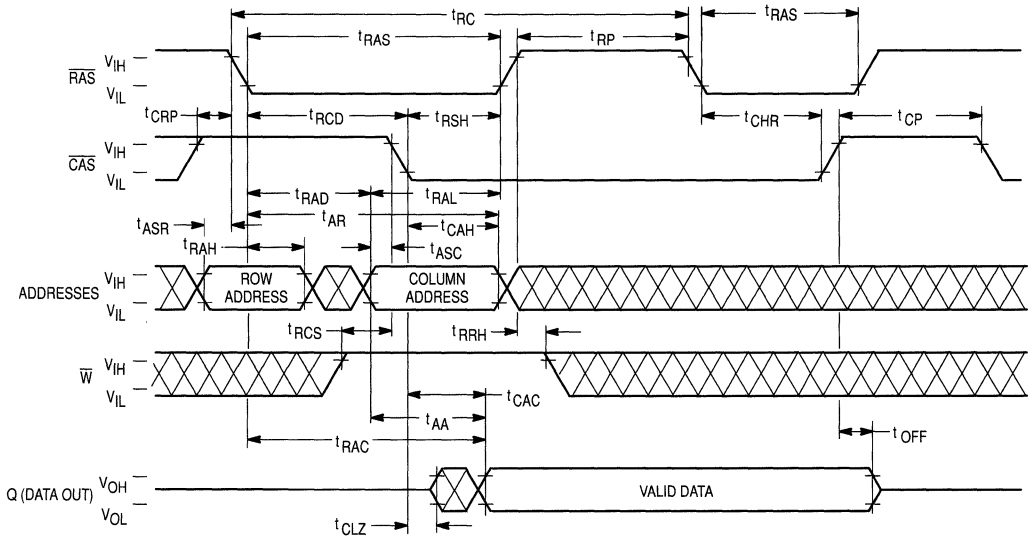 tRC
tRAS
tRAS
tRP
RAS
VIH
VIL
tCRP
tRCD
tRSH
tCHR
tCP
CAS
VIH
VIL
tRAD
tRAL
tAR
tCAH
tASR
tRAH
tASC
ADDRESSES
VIH
VIL
ROW
ADDRESS
COLUMN
ADDRESS
tRCS
tRRH
W
VIH
VIL
tCAC
tAA
tRAC
tOFF
Q (DATA OUT)
VOH
VOL
VALID DATA
tCLZ